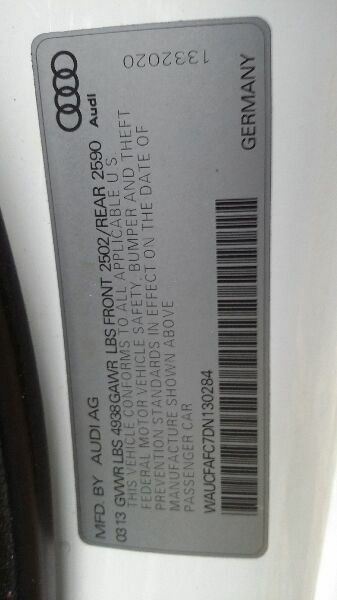 MFD. BY AUDI AG
Audi
0313 GVWR LBS 4938 GAWR LBS FRONT 2502/REAR 2590
THIS VEHICLE CONFORMS TO ALL APPLICABLE U.S.
FEDERAL MOTOR VEHICLE SAFETY, BUMPER AND THEFT
PREVENTION STANDARDS IN EFFECT ON THE DATE OF
MANUFACTURE SHOWN ABOVE
PASSENGER CAR
1332020
WAUCFAFC7DN130284
GERMANY